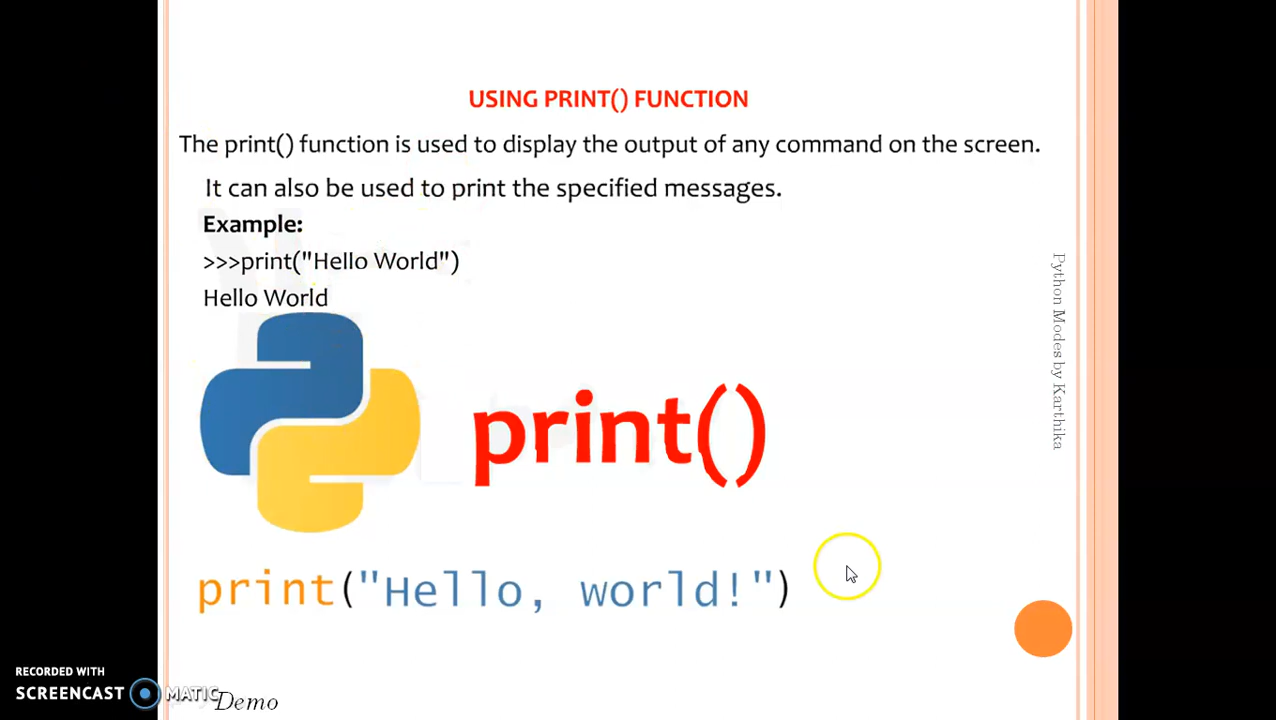 USING PRINT() FUNCTION
The print() function is used to display the output of any command on the screen.
It can also be used to print the specified messages.
Example:
>>>print("Hello World")
Hello World
print()
print("Hello, world!")
Python Modes by Karthika
RECORDED WITH
SCREENCAST MATIC
Demo